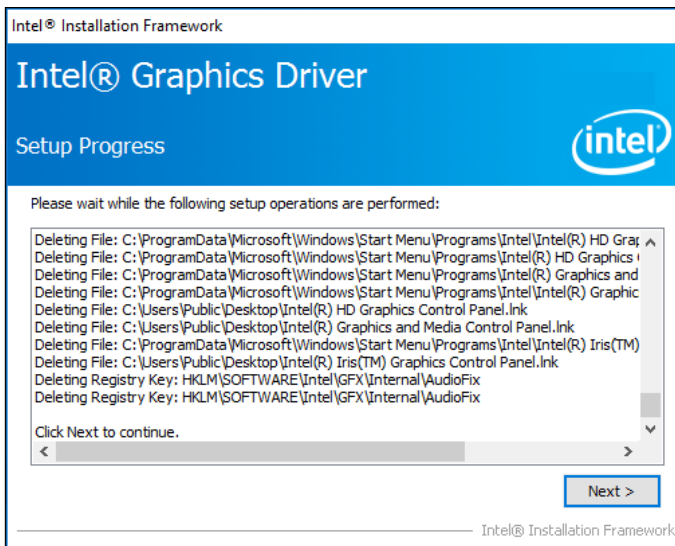 Intel® Installation Framework
Intel® Graphics Driver
Setup Progress
intel
Please wait while the following setup operations are performed:
Deleting File: C:\ProgramData\Microsoft\Windows\Start Menu\Programs\Intel\Intel(R) HD Grap
Deleting File: C:\ProgramData\Microsoft\Windows\Start Menu\Programs\Intel(R) HD Graphics
Deleting File: C:\ProgramData\Microsoft\Windows\Start Menu\Programs\Intel(R) Graphics and
Deleting File: C:\ProgramData\Microsoft\Windows\Start Menu\Programs\Intel\Intel(R) Graphic
Deleting File: C:\Users\Public\Desktop\Intel(R) HD Graphics Control Panel.lnk
Deleting File: C:\Users\Public\Desktop\Intel(R) Graphics and Media Control Panel.lnk
Deleting File: C:\ProgramData\Microsoft\Windows\Start Menu\Programs\Intel\Intel(R) Iris(TM)
Deleting File: C:\Users\Public\Desktop\Intel(R) Iris(TM) Graphics Control Panel.lnk
Deleting Registry Key: HKLM\SOFTWARE\Intel\GFX\Internal\AudioFix
Deleting Registry Key: HKLM\SOFTWARE\Intel\GFX\Internal\AudioFix
Click Next to continue.
Next >
Intel® Installation Framework